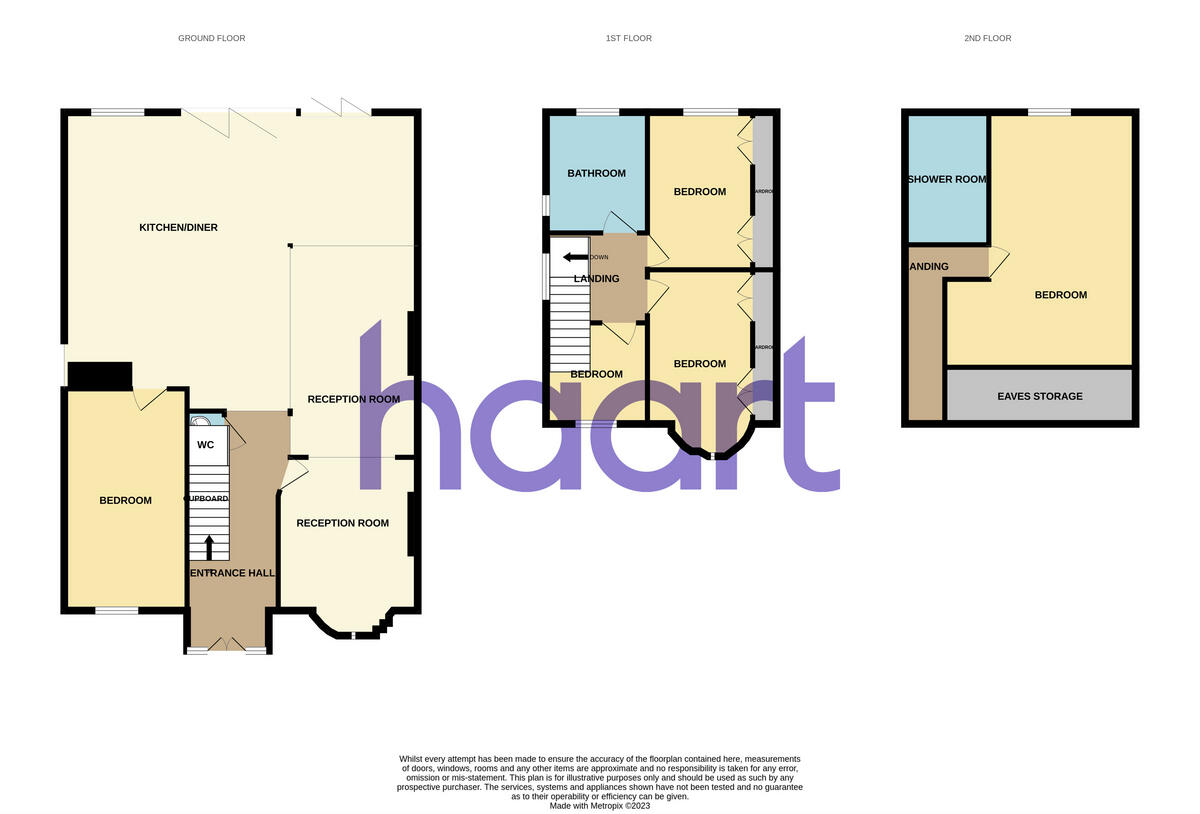 GROUND FLOOR
1ST FLOOR
2ND FLOOR
KITCHEN/DINER
RECEPTION ROOM
WC
BEDROOM
CUPBOARD
RECEPTION ROOM
ENTRANCE HALL
BATHROOM
BEDROOM
DOWN
LANDING
BEDROOM
BEDROOM
SHOWER ROOM
ANDING
BEDROOM
EAVES STORAGE
haart
Whilst every attempt has been made to ensure the accuracy of the floorplan contained here, measurements
of doors, windows, rooms and any other items are approximate and no responsibility is taken for any error,
omission or mis-statement. This plan is for illustrative purposes only and should be used as such by any
prospective purchaser. The services, systems and appliances shown have not been tested and no guarantee
as to their operability or efficiency can be given.
Made with Metropix ©2023